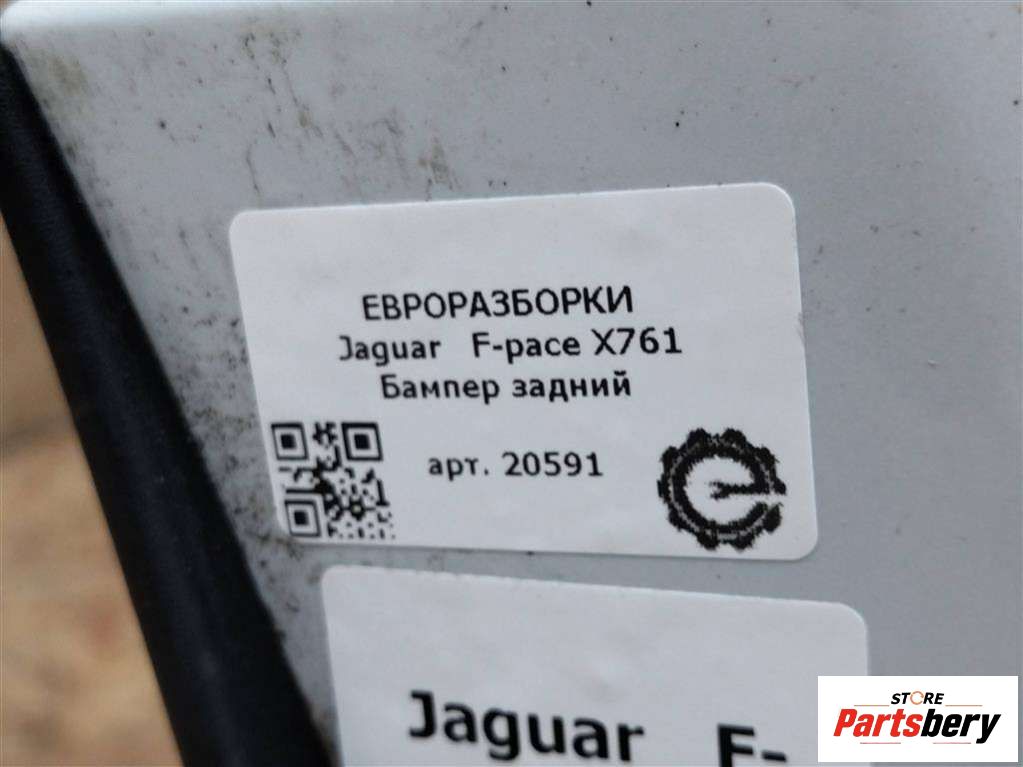 ЕВРОРАЗБОРКИ
Jaguar F-pace X761
Бампер задний
арт. 20591
Jaguar F-
STORE
Partsbery